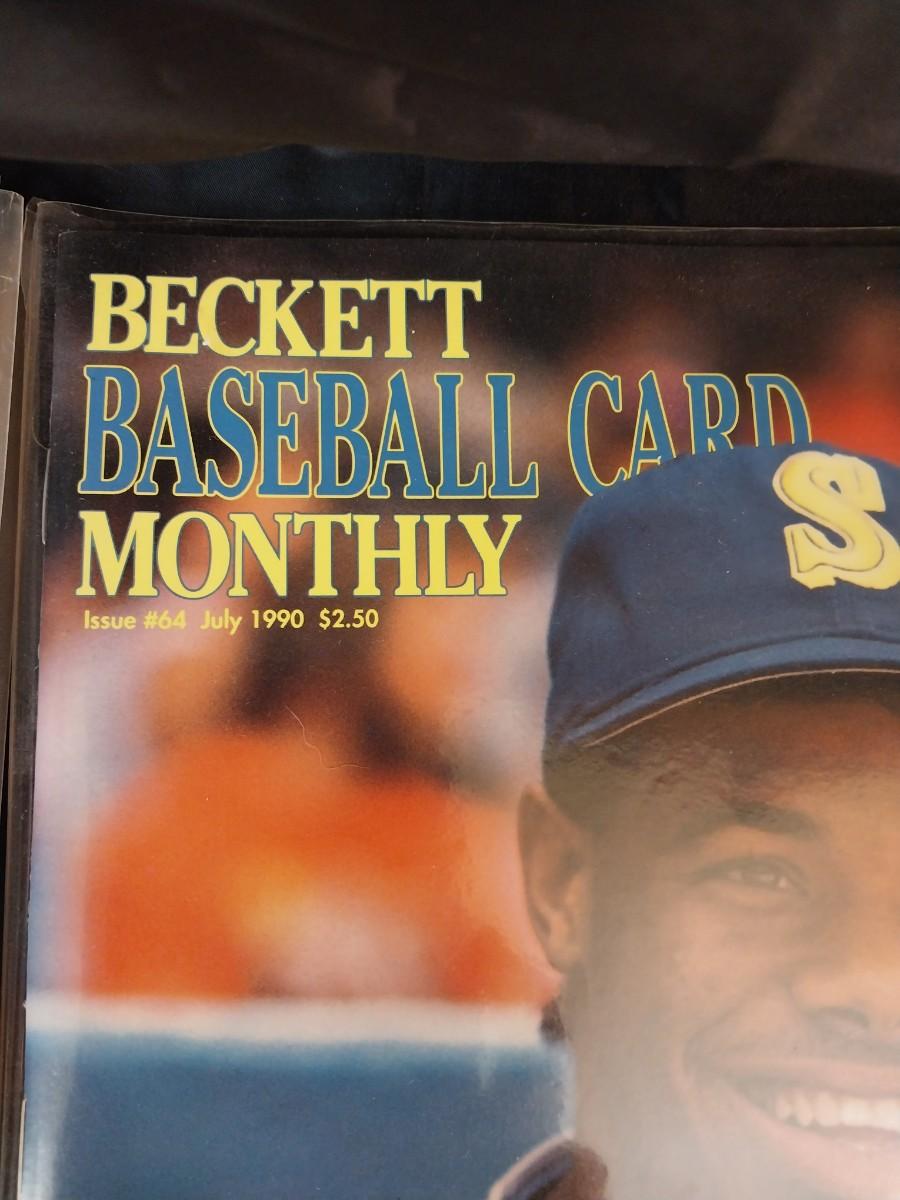 BECKETT
BASEBALL CARD
MONTHLY
Issue #64 July 1990 $2.50
S